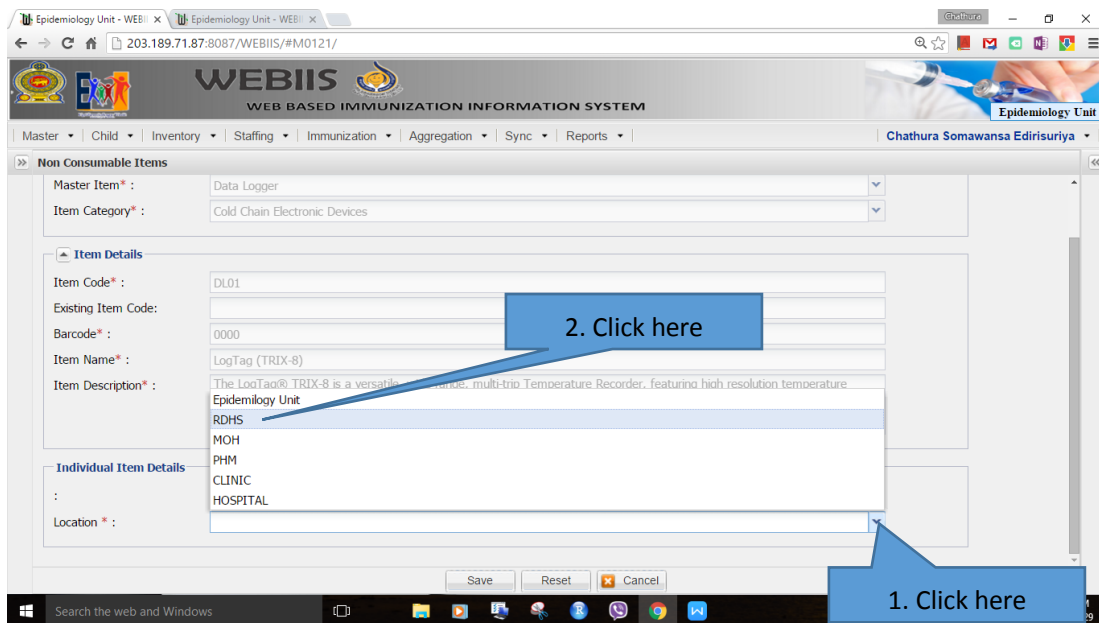 Epidemiology Unit - WEBII
Epidemiology Unit - WEBI
Chathura
203.189.71.87:8087/WEBIIS/#M0121/
WEBIIS
WEB BASED IMMUNIZATION INFORMATION SYSTEM
Epidemiology Unit
Master Child Inventory Staffing Immunization Aggregation Sync Reports Chathura Somawansa Edirisuriya
Non Consumable Items
Master Item* : Data Logger
Item Category* : Cold Chain Electronic Devices
Item Details
Item Code* : DL01
Existing Item Code:
Barcode* : 0000
2. Click here
Item Name* : LogTag (TRIX-8)
Item Description* : The LogTag® TRIX-8 is a versatile, multi-trip Temperature Recorder, featuring high resolution temperature
Epidemilogy Unit
RDHS
MOH
PHM
CLINIC
HOSPITAL
Individual Item Details
:
Location * :
Save Reset Cancel
1. Click here
Search the web and Windows